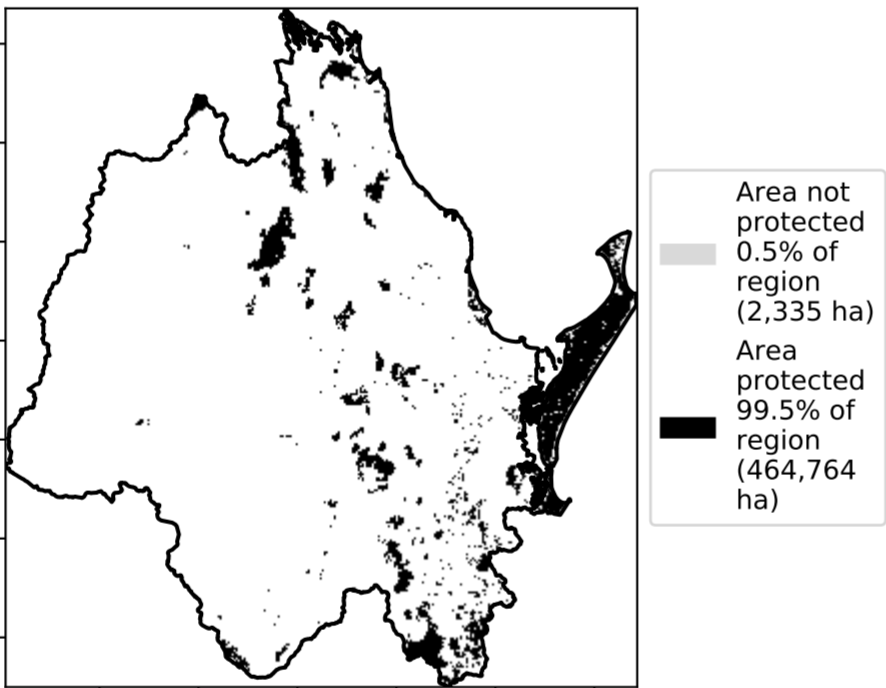 Area not
protected
0.5% of
region
(2,335 ha)
Area
protected
99.5% of
region
(464,764
ha)